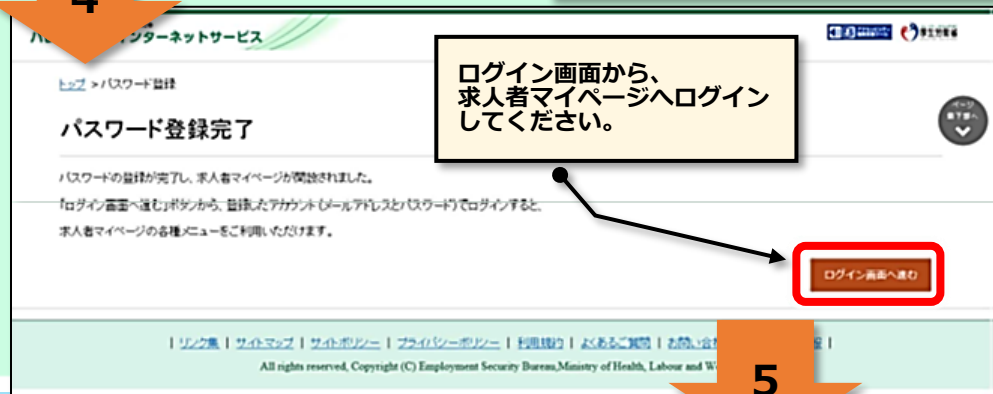 4
ターネットサービス
厚生労働省
トップ >パスワード登録
ログイン画面から、
求人者マイページへログイン
してください。
パスワード登録完了
パスワードの登録が完了し、求人者マイページが開設されました。
「ログイン画面へ進む」ボタンから、登録したアカウント(メールアドレスとパスワード)でログインすると、
求人者マイページの各種メニューをご利用いただけます。
ログイン画面へ進む
| リンク集 | サイトマップ | サイトポリシー | プライバシーポリシー | 利用規約 | よくあるご質問 | お問い合
All rights reserved, Copyright (C) Employment Security Bureau,Ministry of Health, Labour and W
5